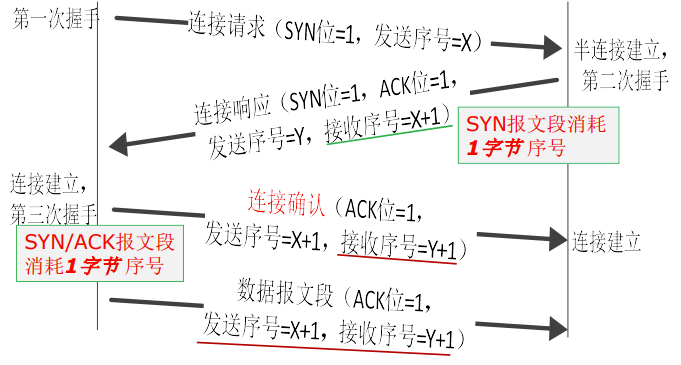 第一次握手
连接请求（SYN位=1，发送序号=X）
半连接建立，
第二次握手
连接响应（SYN位=1，ACK位=1，
发送序号=Y，接收序号=X+1）
SYN报文段消耗
1字节 序号
连接建立，
第三次握手
连接确认（ACK位=1，
发送序号=X+1，接收序号=Y+1）
连接建立
SYN/ACK报文段
消耗1字节 序号
数据报文段（ACK位=1，
发送序号=X+1，接收序号=Y+1）